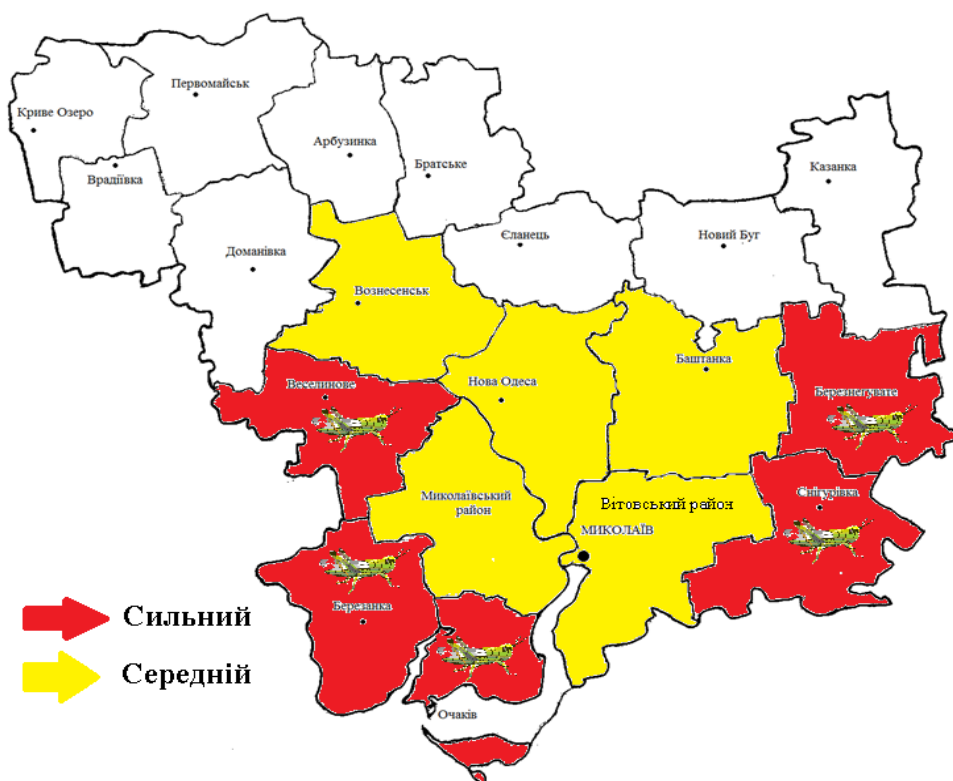 Первомайськ
Криве Озеро
Арбузинка
Братське
Врадіївка
Казанка
Єланець
Новий Буг
Доманівка
Вознесенськ
Баштанка
Веселинове
Нова Одеса
Березнегувате
Миколаївський
район
Снігурівка
Вітовський район
МИКОЛАЇВ
Березанка
Сильний
Середній
Очаків